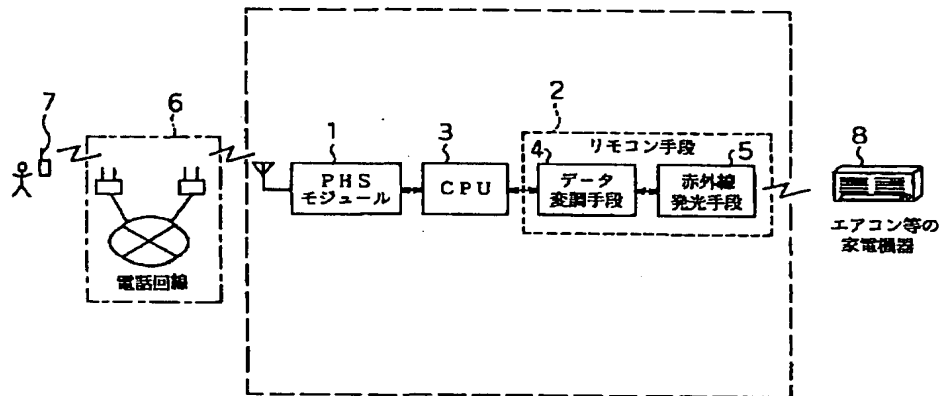 7
6
電話回線
1
PHS
モジュール
3
CPU
2
リモコン手段
4
データ
変調手段
5
赤外線
発光手段
8
エアコン等の
家電機器